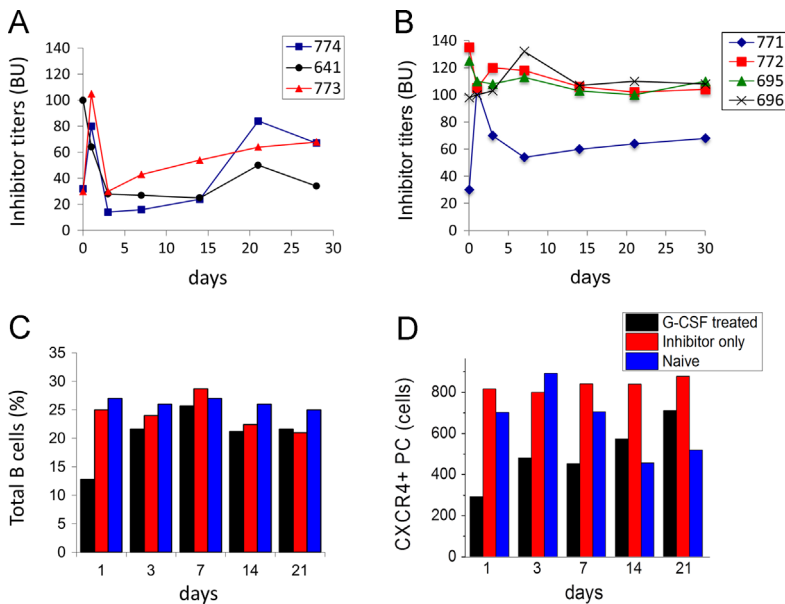 A
140
120
100
80
60
40
20
0
Inhibitor titers (BU)
0 5 10 15 20 25 30
days
774
641
773
B
140
120
100
80
60
40
20
0
Inhibitor titers (BU)
0 5 10 15 20 25 30
days
771
772
695
696
C
35
30
25
20
15
10
5
0
Total B cells (%)
1 3 7 14 21
days
D
G-CSF treated
Inhibitor only
Naive
800
600
400
200
0
CXCR4+ PC (cells)
1 3 7 14 21
days